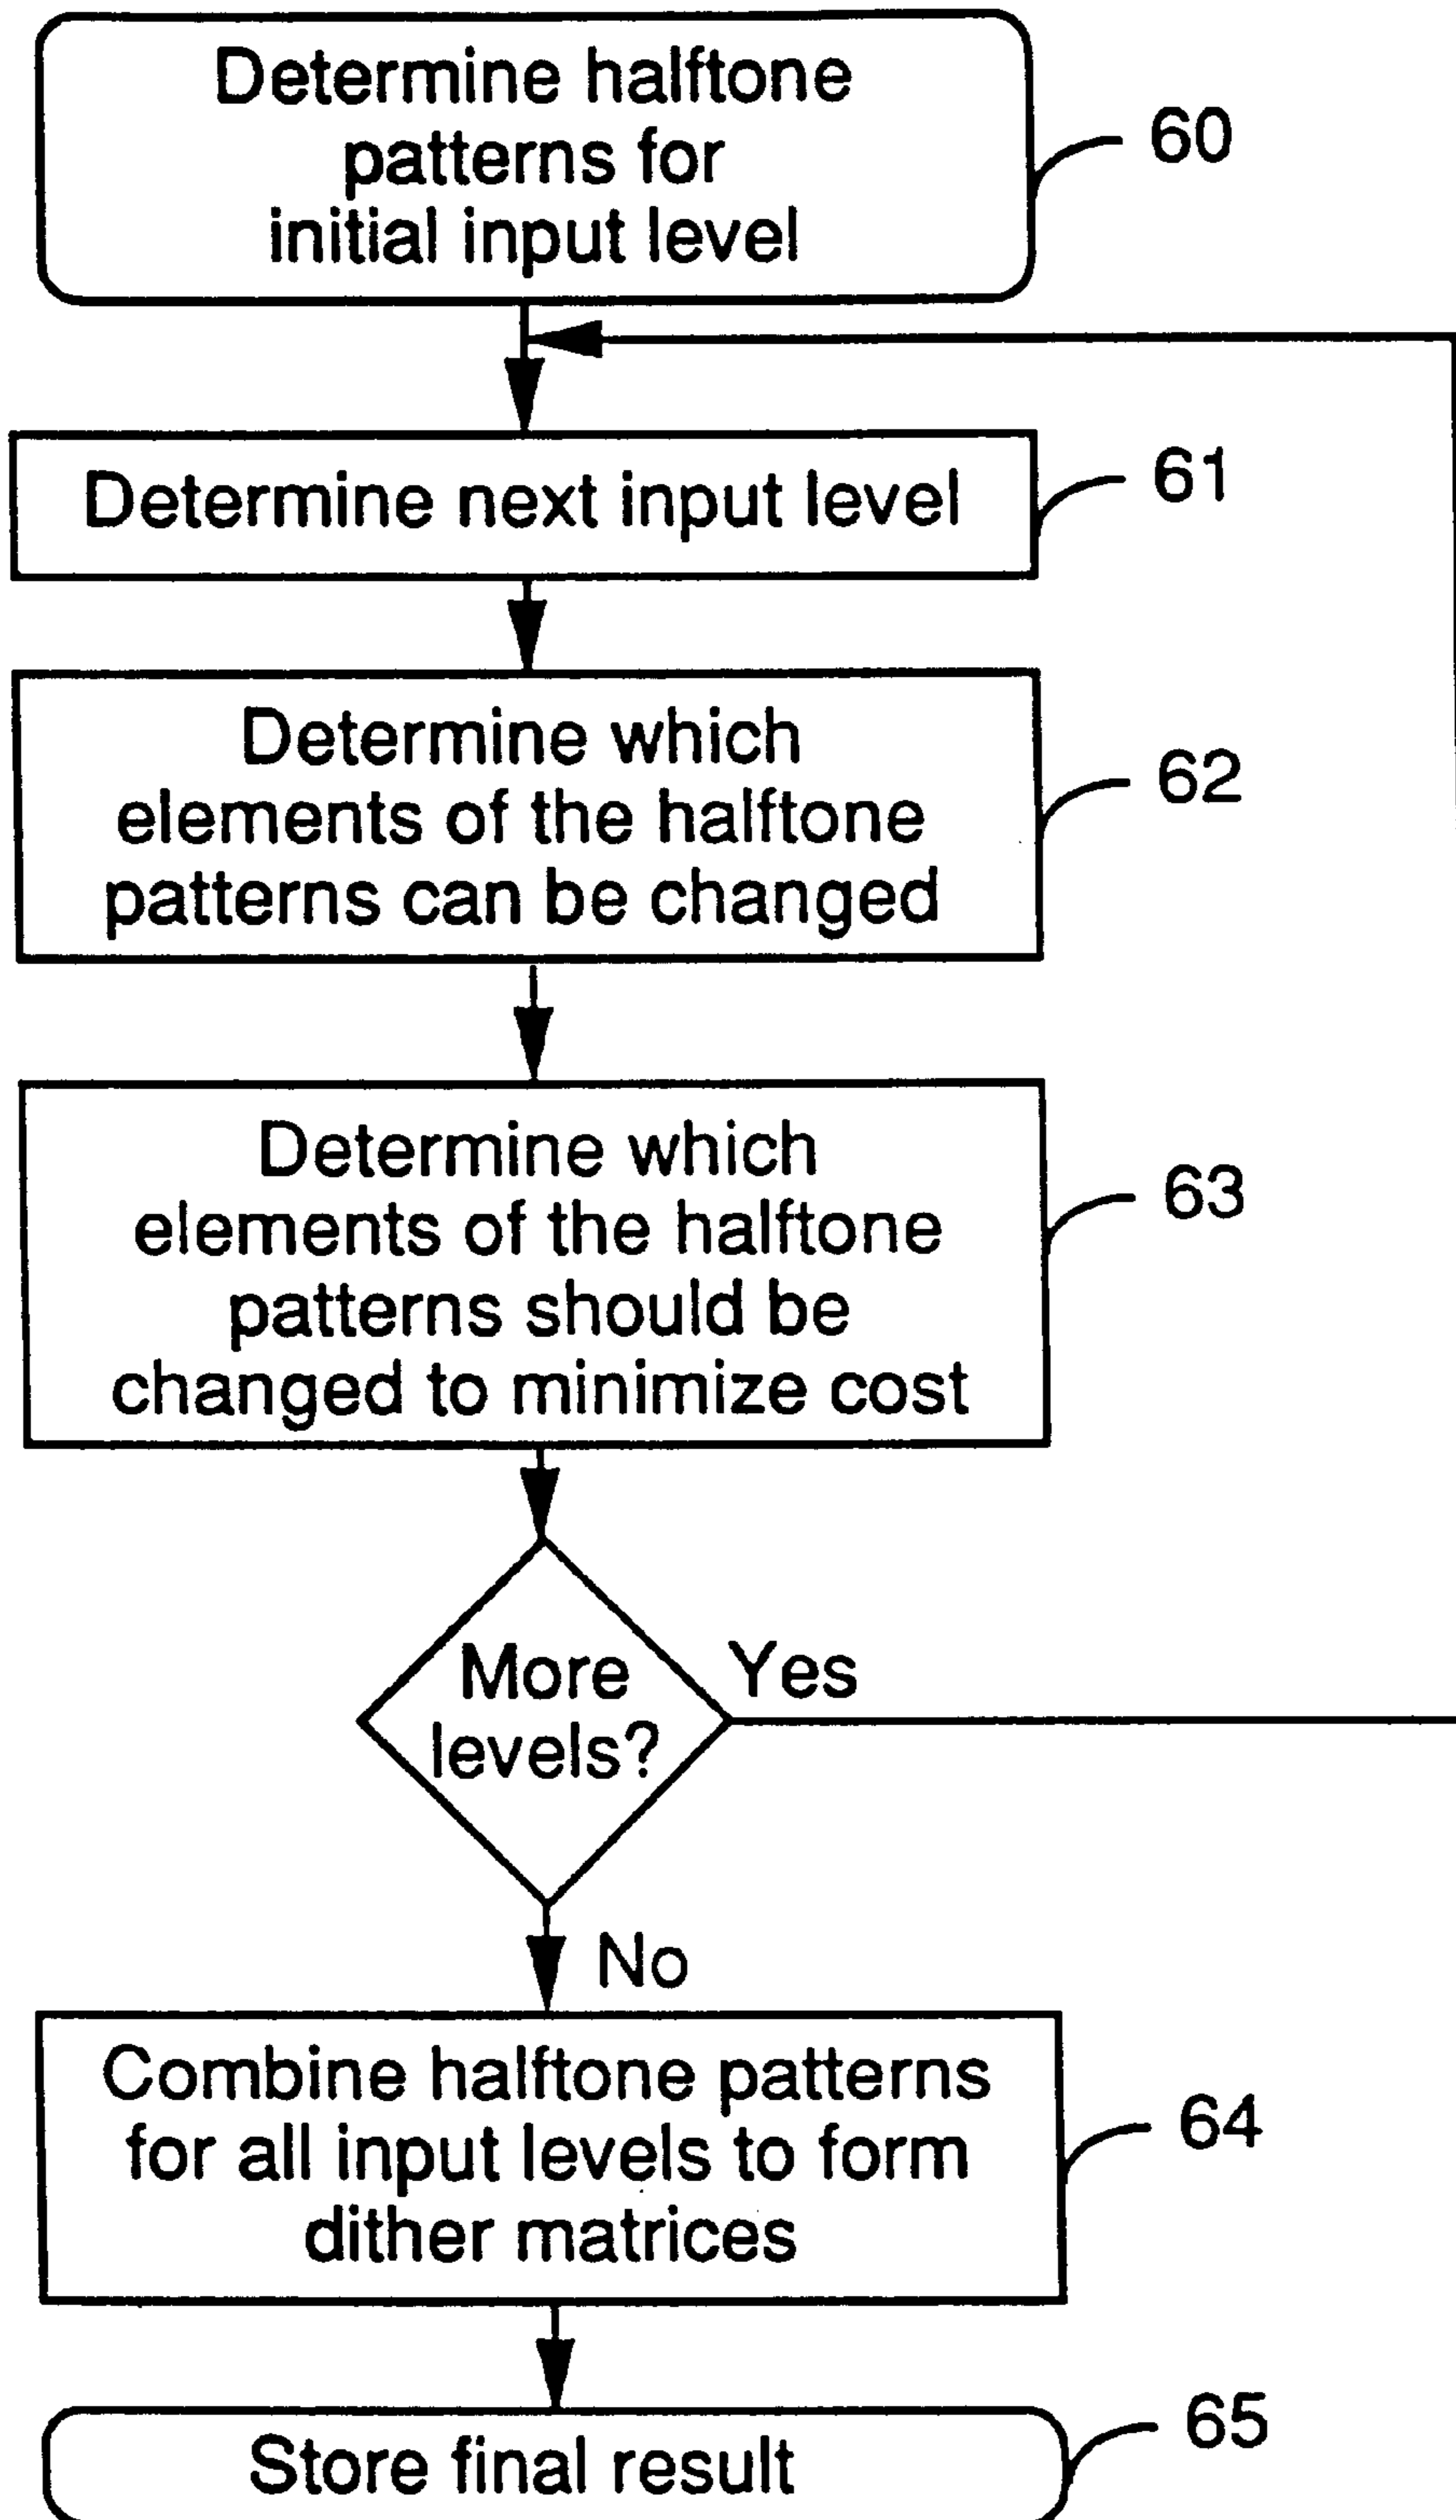 Determine halftone
patterns for
initial input level
60
Determine next input level
61
Determine which
elements of the halftone
patterns can be changed
62
Determine which
elements of the halftone
patterns should be
changed to minimize cost
63
More
levels?
Yes
No
Combine halftone patterns
for all input levels to form
dither matrices
64
Store final result
65